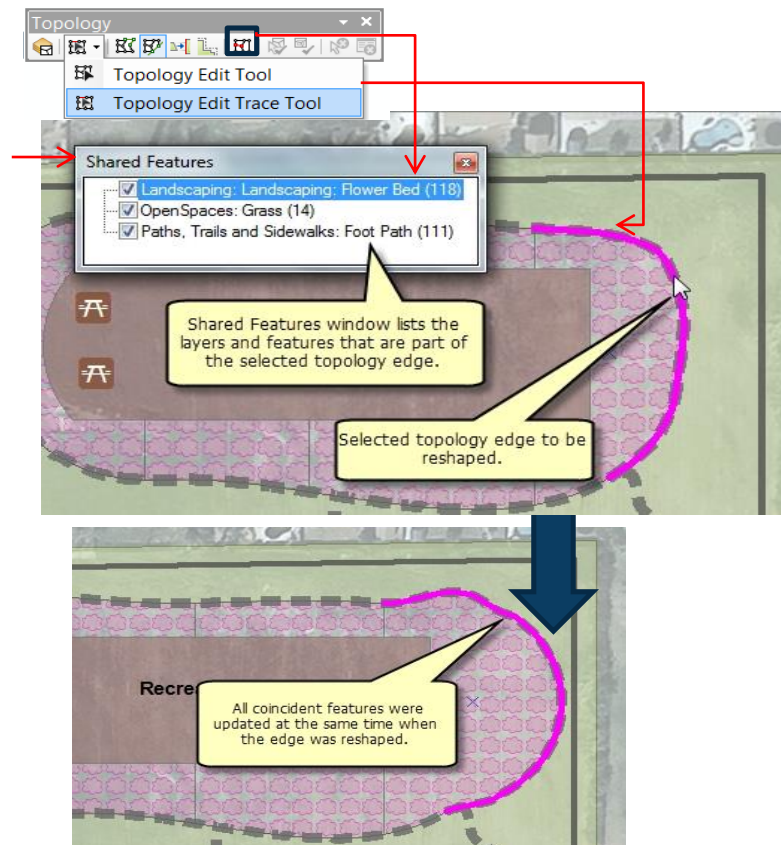 Topology
Topology Edit Tool
Topology Edit Trace Tool
Shared Features
Landscaping: Landscaping: Flower Bed (118)
OpenSpaces: Grass (14)
Paths, Trails and Sidewalks: Foot Path (111)
Shared Features window lists the
layers and features that are part of
the selected topology edge.
Selected topology edge to be
reshaped.
Recre
All coincident features were
updated at the same time when
the edge was reshaped.